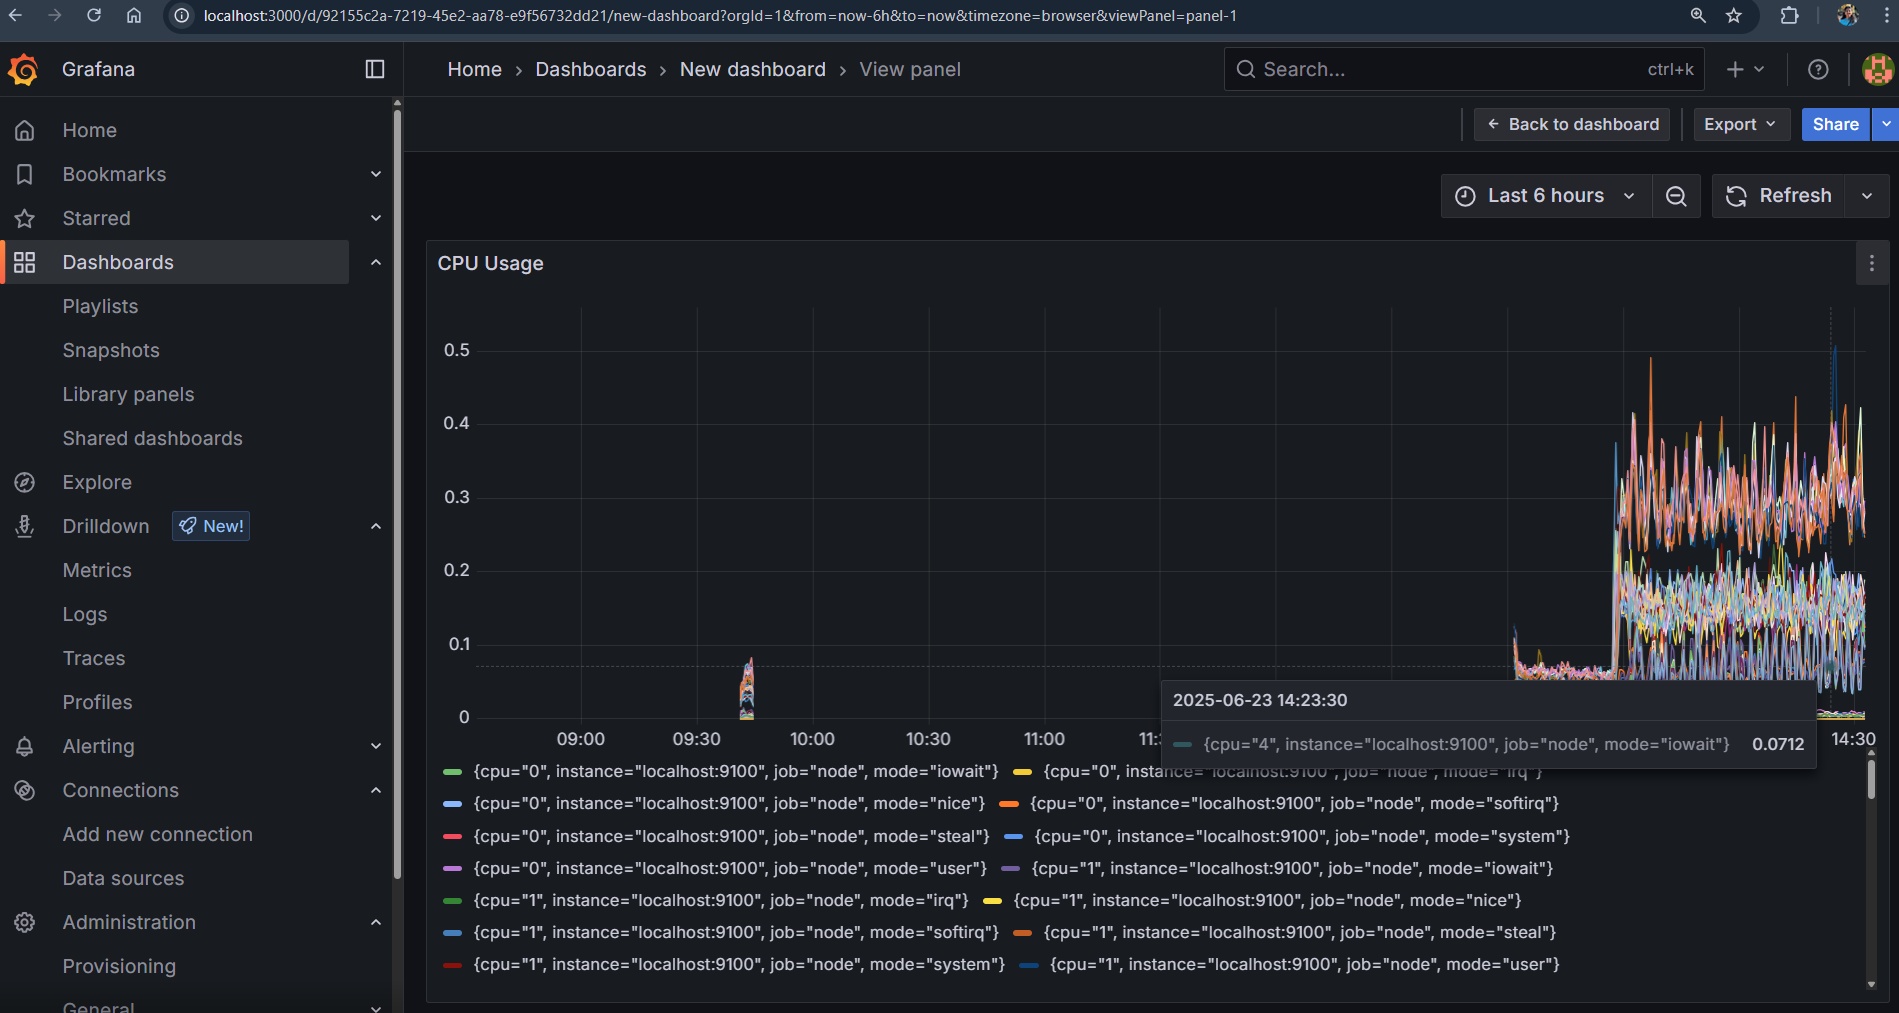 localhost:3000/d/92155c2a-7219-45e2-aa78-e9f56732dd21/new-dashboard?orgId=1&from=now-6h&to=now&timezone=browser&viewPanel=panel-1
Grafana
Home › Dashboards › New dashboard › View panel
Search... ctrl+k
Back to dashboard
Export
Share
Home
Bookmarks
Starred
Dashboards
Playlists
Snapshots
Library panels
Shared dashboards
Explore
Drilldown New!
Metrics
Logs
Traces
Profiles
Alerting
Connections
Add new connection
Data sources
Administration
Provisioning
General
Last 6 hours
Refresh
CPU Usage
0.5
0.4
0.3
0.2
0.1
0
09:00 09:30 10:00 10:30 11:00 11:3 14:30
2025-06-23 14:23:30
{cpu="4", instance="localhost:9100", job="node", mode="iowait"} 0.0712
{cpu="0", instance="localhost:9100", job="node", mode="iowait"} {cpu="0", instance="localhost:9100", job="node", mode="irq"}
{cpu="0", instance="localhost:9100", job="node", mode="nice"} {cpu="0", instance="localhost:9100", job="node", mode="softirq"}
{cpu="0", instance="localhost:9100", job="node", mode="steal"} {cpu="0", instance="localhost:9100", job="node", mode="system"}
{cpu="0", instance="localhost:9100", job="node", mode="user"} {cpu="1", instance="localhost:9100", job="node", mode="iowait"}
{cpu="1", instance="localhost:9100", job="node", mode="irq"} {cpu="1", instance="localhost:9100", job="node", mode="nice"}
{cpu="1", instance="localhost:9100", job="node", mode="softirq"} {cpu="1", instance="localhost:9100", job="node", mode="steal"}
{cpu="1", instance="localhost:9100", job="node", mode="system"} {cpu="1", instance="localhost:9100", job="node", mode="user"}